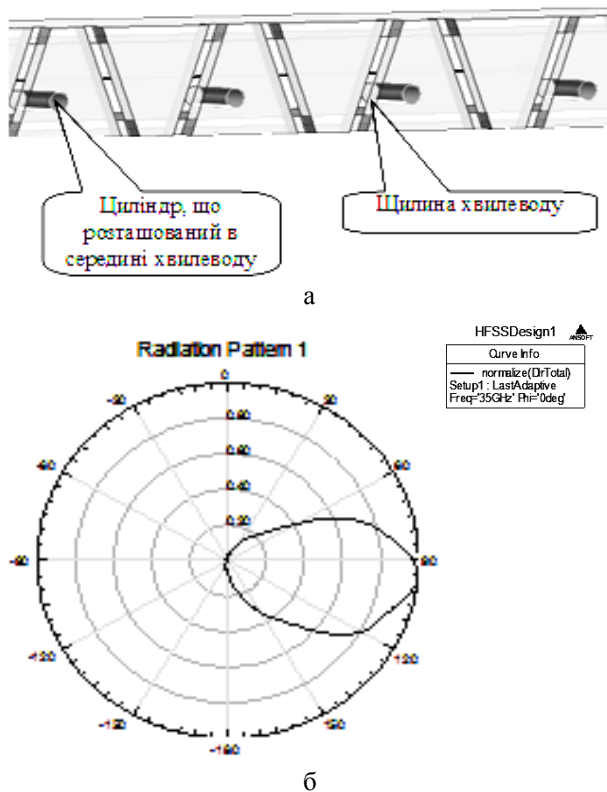 Циліндр, що
розташований в
середині хвилеводу
Щилина хвилеводу
а
HFSSDesign1
ANSOFT
Radiation Pattern 1
Curve Info
normalize(DirTotal)
Setup1 : LastAdaptive
Freq='35GHz' Phi='0deg'
0
-30
30
0.80
-60
0.60
60
0.40
0.20
-90
90
-120
120
-150
150
-180
б